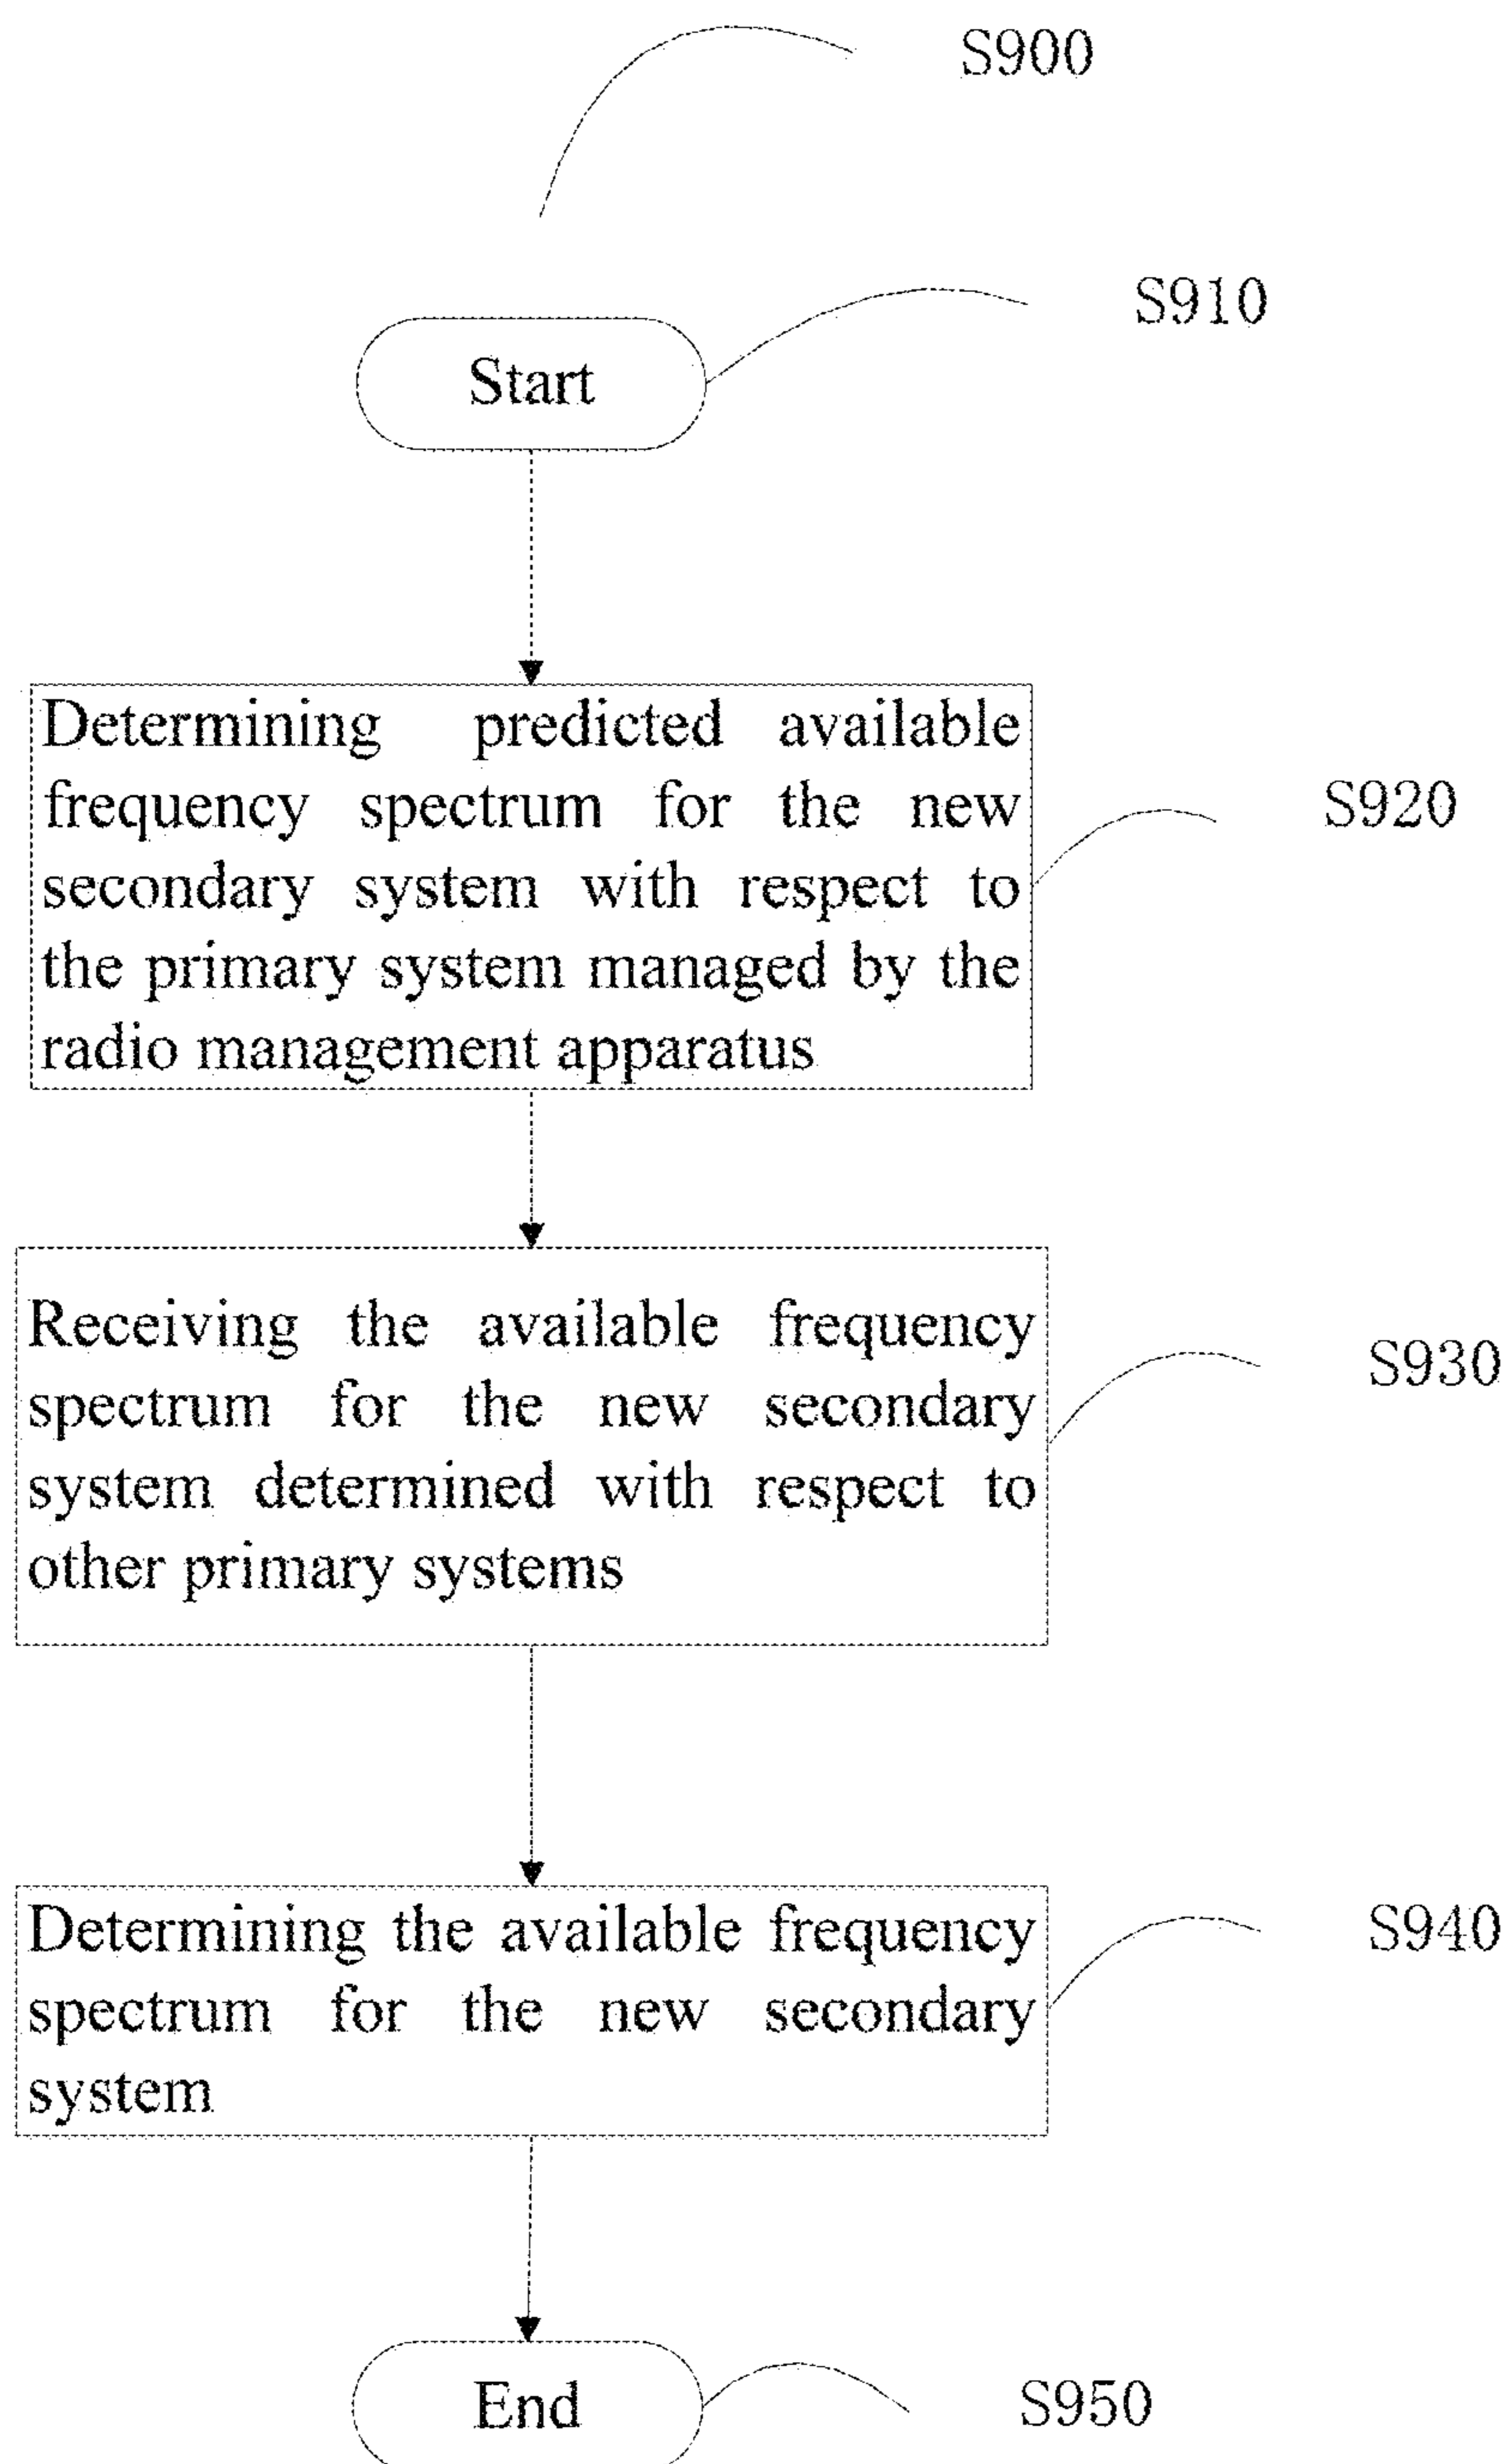 S900
S910
Start
Determining predicted available
frequency spectrum for the new
secondary system with respect to
the primary system managed by the
radio management apparatus
S920
Receiving the available frequency
spectrum for the new secondary
system determined with respect to
other primary systems
S930
Determining the available frequency
spectrum for the new secondary
system
S940
End
S950